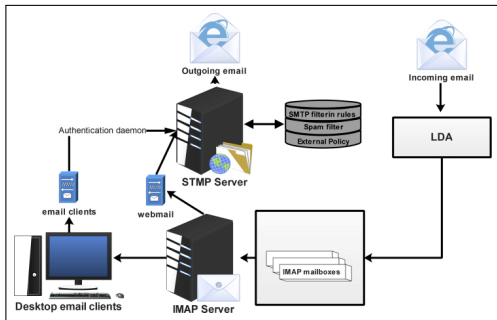 Outgoing email
Incoming email
Authentication daemon
SMTP filterin rules
Spam filter
External Policy
LDA
STMP Server
email clients
webmail
IMAP mailboxes
Desktop email clients
IMAP Server